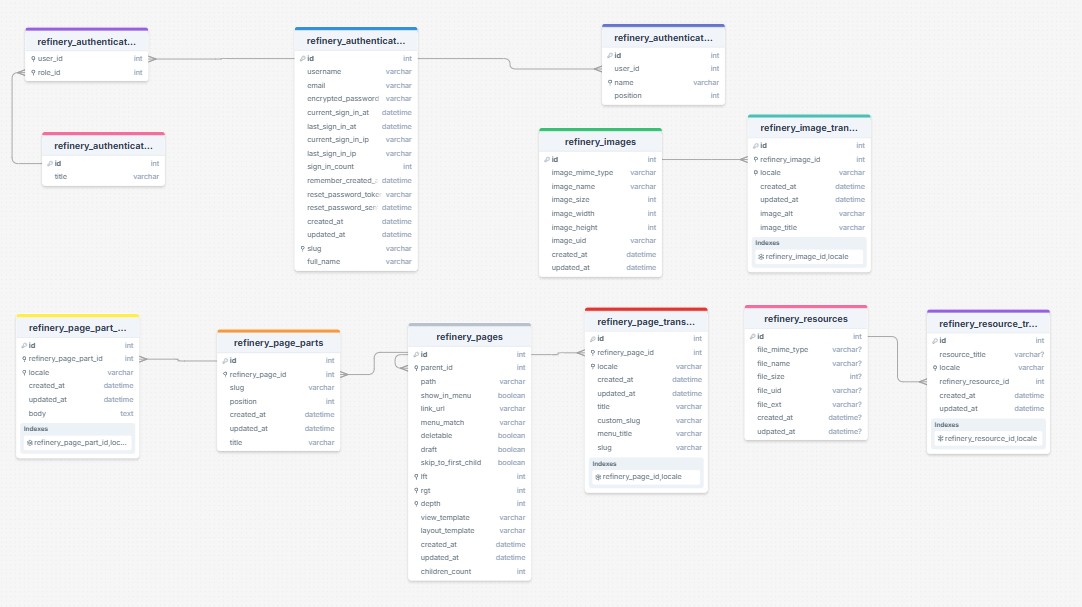 refinery_authenticat...
user_id int
role_id int
refinery_authenticat...
id int
title varchar
refinery_authenticat...
id int
username varchar
email varchar
encrypted_password varchar
current_sign_in_at datetime
last_sign_in_at datetime
current_sign_in_ip varchar
last_sign_in_ip varchar
sign_in_count int
remember_created_ datetime
reset_password_toke varchar
reset_password_sen datetime
created_at datetime
updated_at datetime
slug varchar
full_name varchar
refinery_authenticat...
id int
user_id int
name varchar
position int
refinery_images
id int
image_mime_type varchar
image_name varchar
image_size int
image_width int
image_height int
image_uid varchar
created_at datetime
updated_at datetime
refinery_image_tran...
id int
refinery_image_id int
locale varchar
created_at datetime
updated_at datetime
image_alt varchar
image_title varchar
Indexes
refinery_image_id,locale
refinery_page_part_...
id int
refinery_page_part_id int
locale varchar
created_at datetime
updated_at datetime
body text
Indexes
refinery_page_part_id,loc...
refinery_page_parts
id int
refinery_page_id int
slug varchar
position int
created_at datetime
updated_at datetime
title varchar
refinery_pages
id int
parent_id int
path varchar
show_in_menu boolean
link_url varchar
menu_match varchar
deletable boolean
draft boolean
skip_to_first_child boolean
lft int
rgt int
depth int
view_template varchar
layout_template varchar
created_at datetime
updated_at datetime
children_count int
refinery_page_trans...
id int
refinery_page_id int
locale varchar
created_at datetime
updated_at datetime
title varchar
custom_slug varchar
menu_title varchar
slug varchar
Indexes
refinery_page_id,locale
refinery_resources
id int
file_mime_type varchar?
file_name varchar?
file_size int?
file_uid varchar?
file_ext varchar?
created_at datetime?
udpated_at datetime?
refinery_resource_tr...
id int
resource_title varchar?
locale varchar
refinery_resource_id int
created_at datetime
updated_at datetime
Indexes
refinery_resource_id,locale